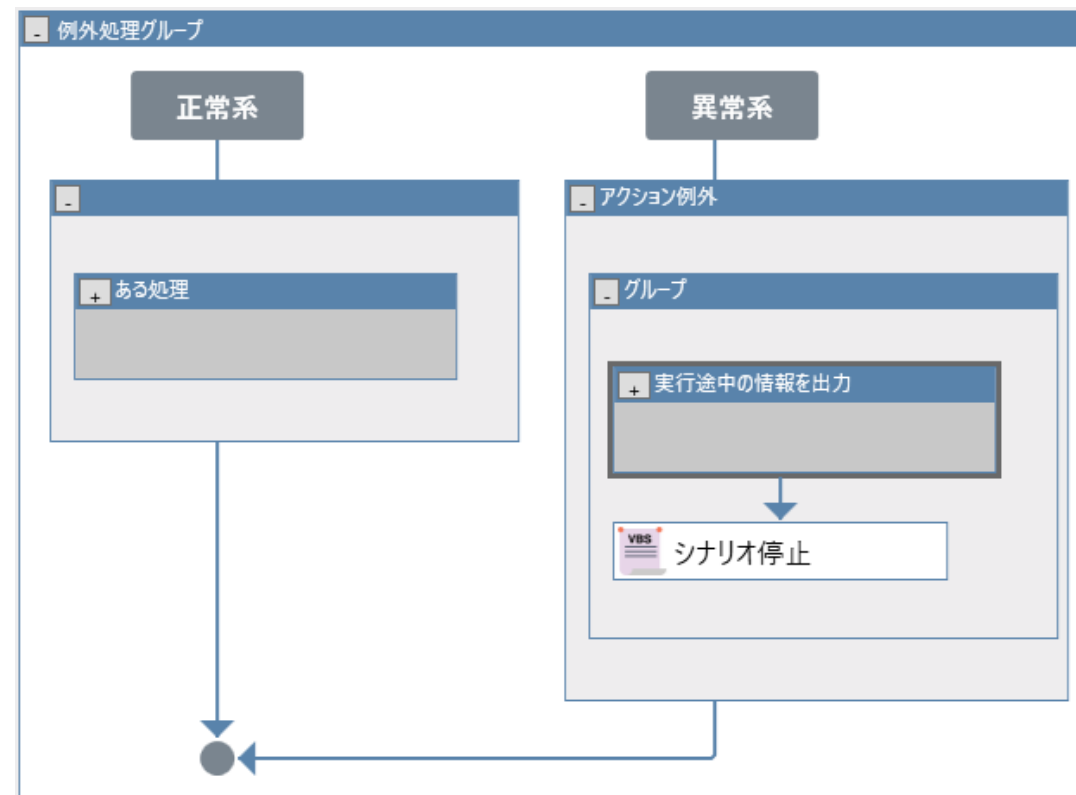 - 例外処理グループ
正常系
異常系
-
- アクション例外
+ ある処理
- グループ
+ 実行途中の情報を出力
VBS シナリオ停止